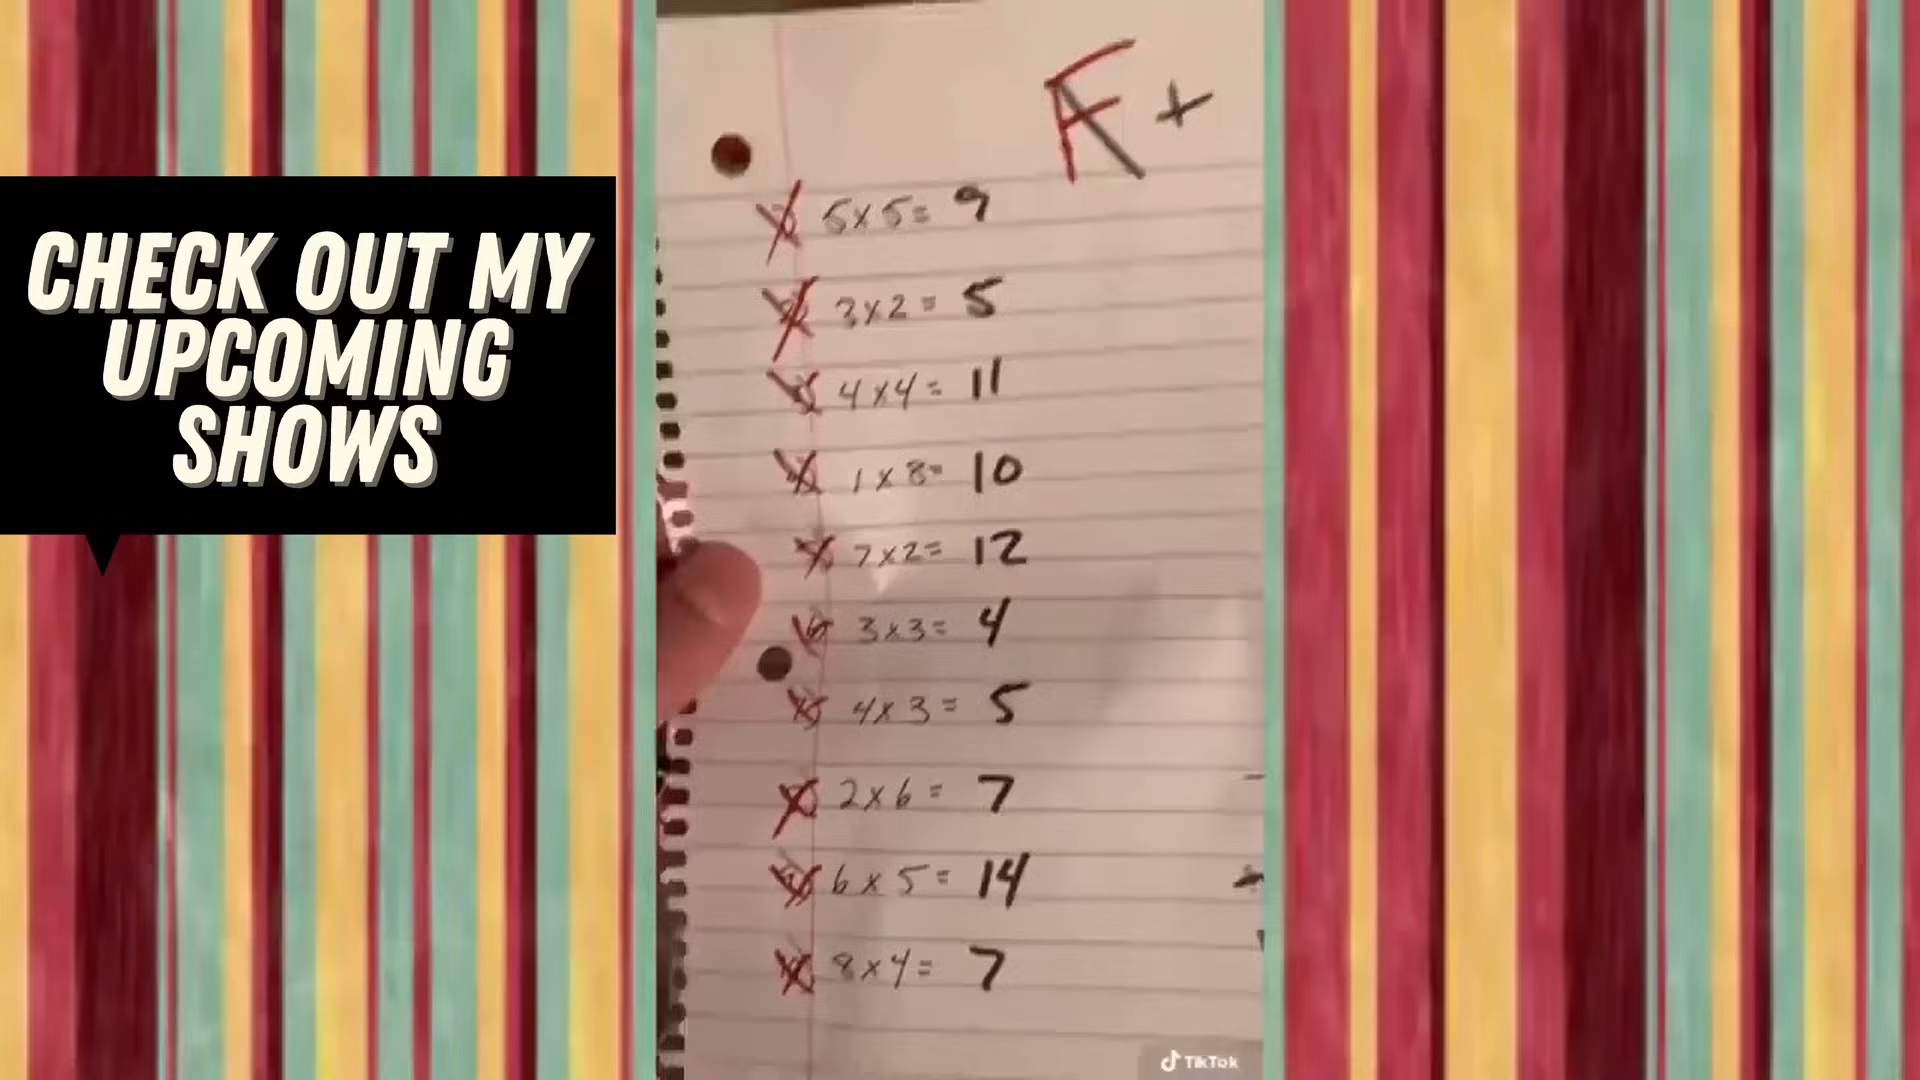 CHECK OUT MY
UPCOMING
SHOWS
F +
5x5= 9
3x2= 5
4x4= 11
1x8= 10
7x2= 12
3x3= 4
4x3= 5
2x6= 7
6x5= 14
8x4= 7
TikTok